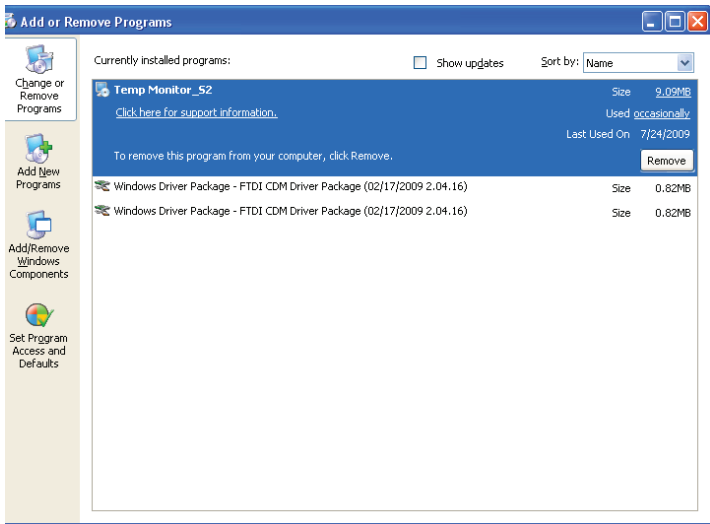 Add or Remove Programs
Change or
Remove
Programs
Add New
Programs
Add/Remove
Windows
Components
Set Program
Access and
Defaults
Currently installed programs:
Show updates
Sort by: Name
Temp Monitor_S2
Size 9.09MB
Click here for support information.
Used occasionally
Last Used On 7/24/2009
To remove this program from your computer, click Remove.
Remove
Windows Driver Package - FTDI CDM Driver Package (02/17/2009 2.04.16)
Size 0.82MB
Windows Driver Package - FTDI CDM Driver Package (02/17/2009 2.04.16)
Size 0.82MB